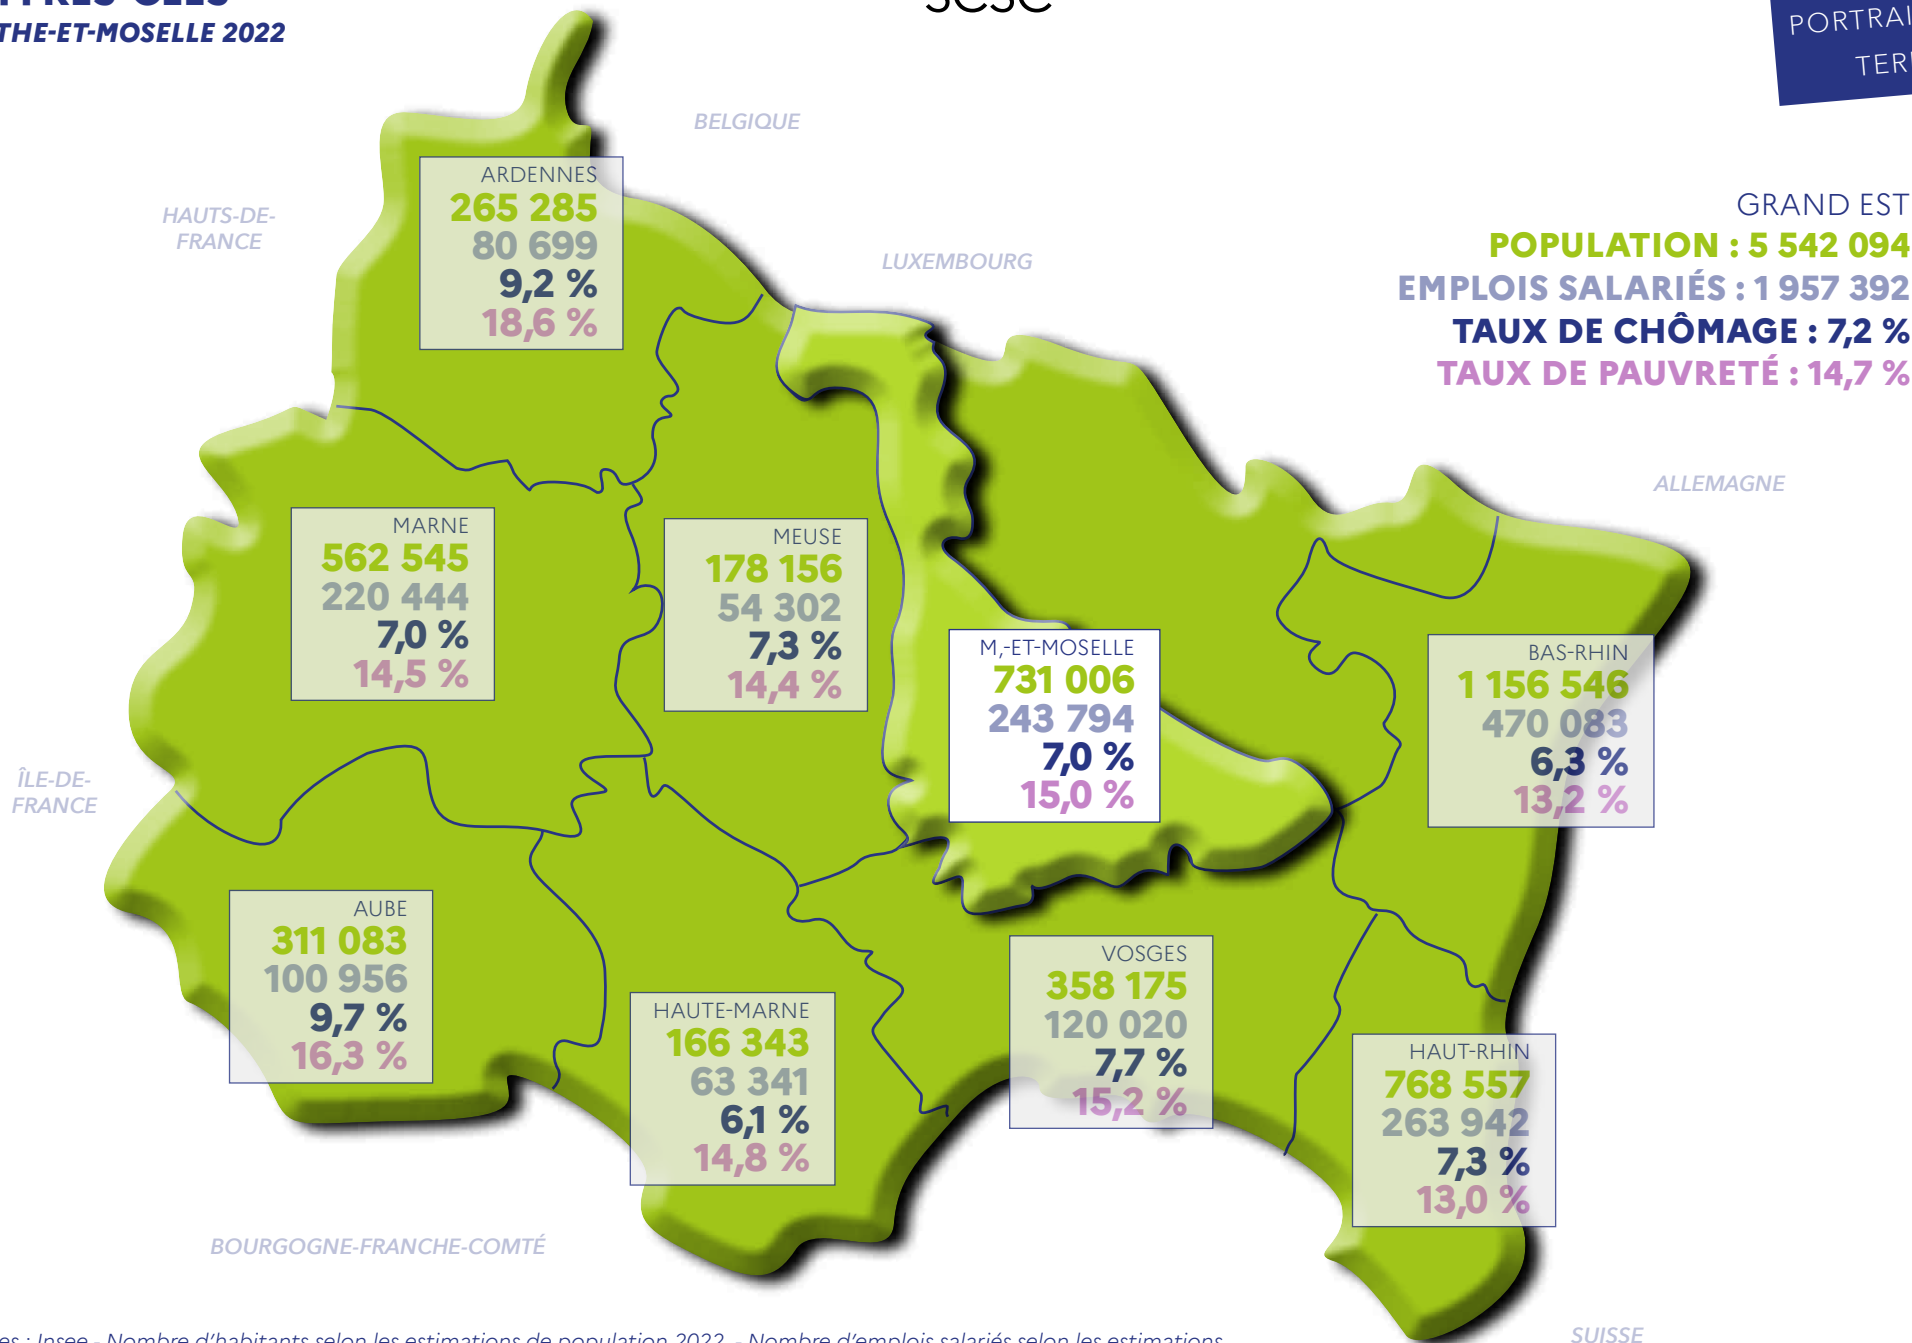 THE-ET-MOSELLE 2022
BELGIQUE
HAUTS-DE-
FRANCE
LUXEMBOURG
ALLEMAGNE
ÎLE-DE-
FRANCE
BOURGOGNE-FRANCHE-COMTÉ
SUISSE
GRAND EST
POPULATION : 5 542 094
EMPLOIS SALARIÉS : 1 957 392
TAUX DE CHÔMAGE : 7,2 %
TAUX DE PAUVRETÉ : 14,7 %
ARDENNES
265 285
80 699
9,2 %
18,6 %
MARNE
562 545
220 444
7,0 %
14,5 %
MEUSE
178 156
54 302
7,3 %
14,4 %
M,-ET-MOSELLE
731 006
243 794
7,0 %
15,0 %
BAS-RHIN
1 156 546
470 083
6,3 %
13,2 %
AUBE
311 083
100 956
9,7 %
16,3 %
HAUTE-MARNE
166 343
63 341
6,1 %
14,8 %
VOSGES
358 175
120 020
7,7 %
15,2 %
HAUT-RHIN
768 557
263 942
7,3 %
13,0 %
es : Insee - Nombre d'habitants selon les estimations de population 2022 - Nombre d'emplois salariés selon les estimations